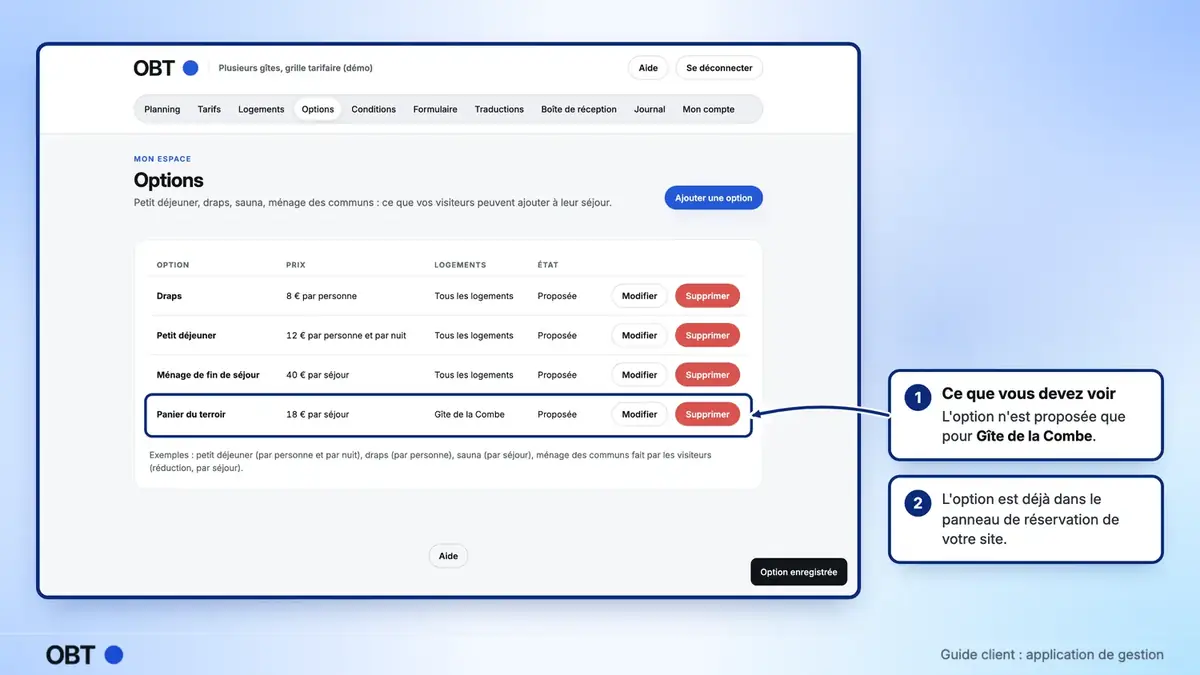 OBT
Plusieurs gîtes, grille tarifaire (démo)
Aide
Se déconnecter
Planning
Tarifs
Logements
Options
Conditions
Formulaire
Traductions
Boîte de réception
Journal
Mon compte
MON ESPACE
Options
Petit déjeuner, draps, sauna, ménage des communs : ce que vos visiteurs peuvent ajouter à leur séjour.
Ajouter une option
OPTION PRIX LOGEMENTS ÉTAT
Draps 8 € par personne Tous les logements Proposée Modifier Supprimer
Petit déjeuner 12 € par personne et par nuit Tous les logements Proposée Modifier Supprimer
Ménage de fin de séjour 40 € par séjour Tous les logements Proposée Modifier Supprimer
Panier du terroir 18 € par séjour Gîte de la Combe Proposée Modifier Supprimer
Exemples : petit déjeuner (par personne et par nuit), draps (par personne), sauna (par séjour), ménage des communs fait par les visiteurs
(réduction, par séjour).
Aide
Option enregistrée
1 Ce que vous devez voir
L'option n'est proposée que
pour Gîte de la Combe.
2 L'option est déjà dans le
panneau de réservation de
votre site.
OBT
Guide client : application de gestion